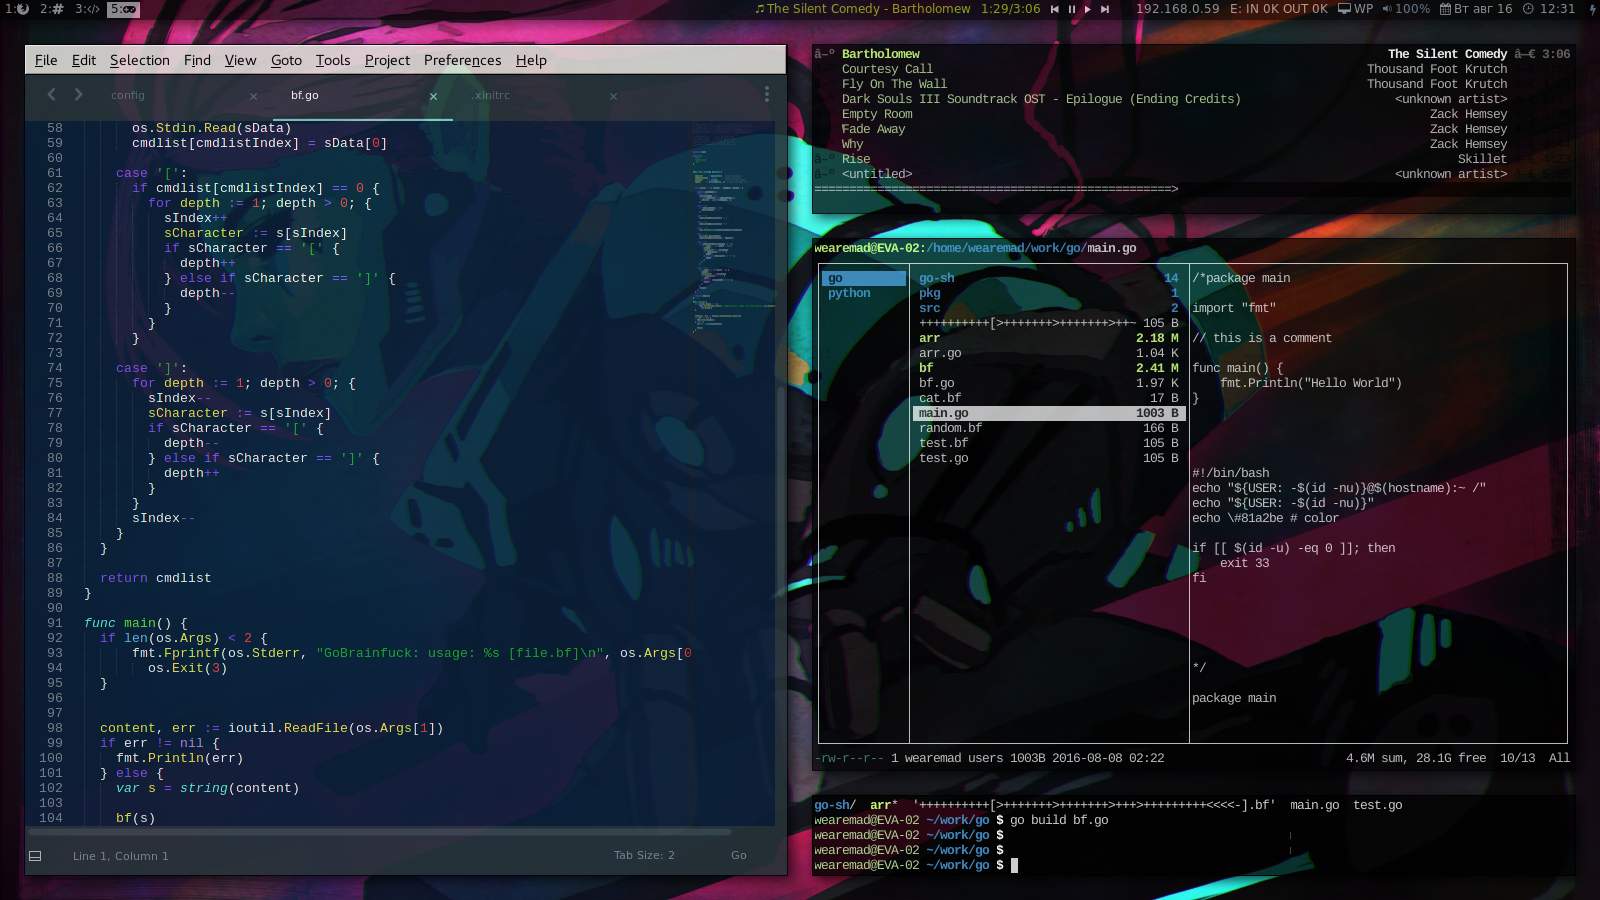 1: 2: 3: 5:
The Silent Comedy - Bartholomew 1:29/3:06 192.168.0.59 E: IN 0K OUT 0K WP 100% Вт авг 16 12:31
File Edit Selection Find View Goto Tools Project Preferences Help
config × bf.go × .xinitrc ×
58 os.Stdin.Read(sData)
59 cmdlist[cmdlistIndex] = sData[0]
60
61 case '[':
62 if cmdlist[cmdlistIndex] == 0 {
63 for depth := 1; depth > 0; {
64 sIndex++
65 sCharacter := s[sIndex]
66 if sCharacter == '[' {
67 depth++
68 } else if sCharacter == ']' {
69 depth--
70 }
71 }
72 }
73
74 case ']':
75 for depth := 1; depth > 0; {
76 sIndex--
77 sCharacter := s[sIndex]
78 if sCharacter == '[' {
79 depth--
80 } else if sCharacter == ']' {
81 depth++
82 }
83 }
84 sIndex--
85 }
86 }
87
88 return cmdlist
89 }
90
91 func main() {
92 if len(os.Args) < 2 {
93 fmt.Fprintf(os.Stderr, "GoBrainfuck: usage: %s [file.bf]\n", os.Args[0
94 os.Exit(3)
95 }
96
97
98 content, err := ioutil.ReadFile(os.Args[1])
99 if err != nil {
100 fmt.Println(err)
101 } else {
102 var s = string(content)
103
104 bf(s)
Line 1, Column 1 Tab Size: 2 Go
Bartholomew The Silent Comedy 3:06
Courtesy Call Thousand Foot Krutch
Fly On The Wall Thousand Foot Krutch
Dark Souls III Soundtrack OST - Epilogue (Ending Credits) <unknown artist>
Empty Room Zack Hemsey
Fade Away Zack Hemsey
Why Zack Hemsey
Rise Skillet
<untitled> <unknown artist>
wearemad@EVA-02:/home/wearemad/work/go/main.go
go
python
go-sh 14
pkg 1
src 2
++++++++++[>+++++++>+++++++>++~ 105 B
arr 2.18 M
arr.go 1.04 K
bf 2.41 M
bf.go 1.97 K
cat.bf 17 B
main.go 1003 B
random.bf 166 B
test.bf 105 B
test.go 105 B
/*package main
import "fmt"
// this is a comment
func main() {
fmt.Println("Hello World")
}
#!/bin/bash
echo "${USER: -$(id -nu)}@$(hostname):~ /"
echo "${USER: -$(id -nu)}"
echo \#81a2be # color
if [[ $(id -u) -eq 0 ]]; then
exit 33
fi
*/
package main
-rw-r--r-- 1 wearemad users 1003B 2016-08-08 02:22 4.6M sum, 28.1G free 10/13 All
go-sh/ arr* '++++++++++[>+++++++>+++++++>+++>+++++++++<<<<-].bf' main.go test.go
wearemad@EVA-02 ~/work/go $ go build bf.go
wearemad@EVA-02 ~/work/go $
wearemad@EVA-02 ~/work/go $
wearemad@EVA-02 ~/work/go $